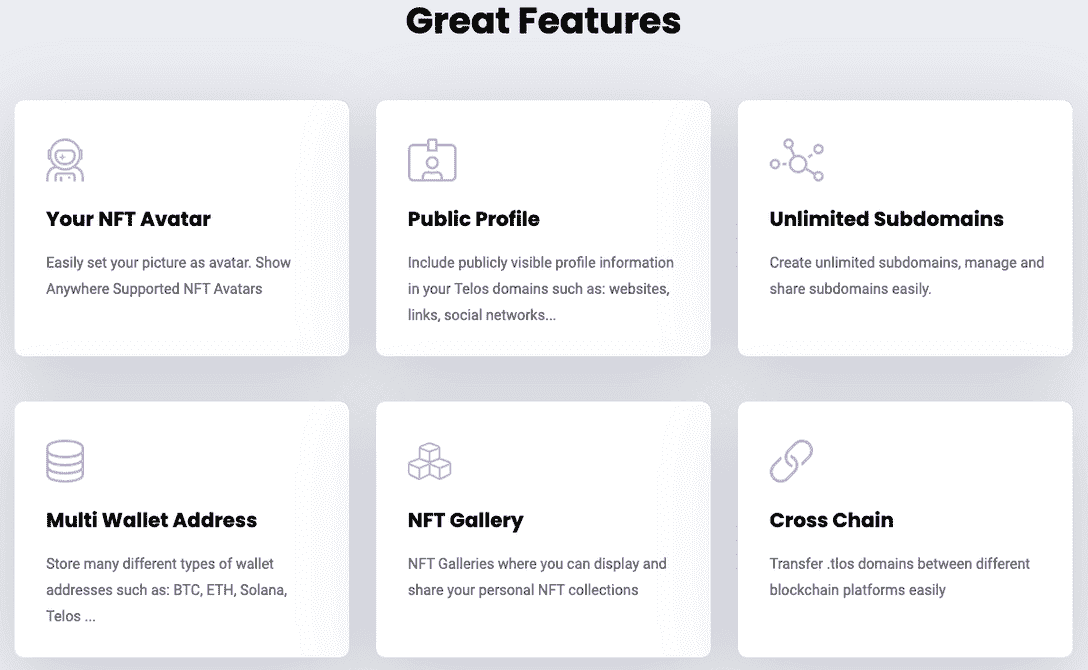 Great Features
Your NFT Avatar
Easily set your picture as avatar. Show
Anywhere Supported NFT Avatars
Public Profile
Include publicly visible profile information
in your Telos domains such as: websites,
links, social networks...
Unlimited Subdomains
Create unlimited subdomains, manage and
share subdomains easily.
Multi Wallet Address
Store many different types of wallet
addresses such as: BTC, ETH, Solana,
Telos ...
NFT Gallery
NFT Galleries where you can display and
share your personal NFT collections
Cross Chain
Transfer .tlos domains between different
blockchain platforms easily